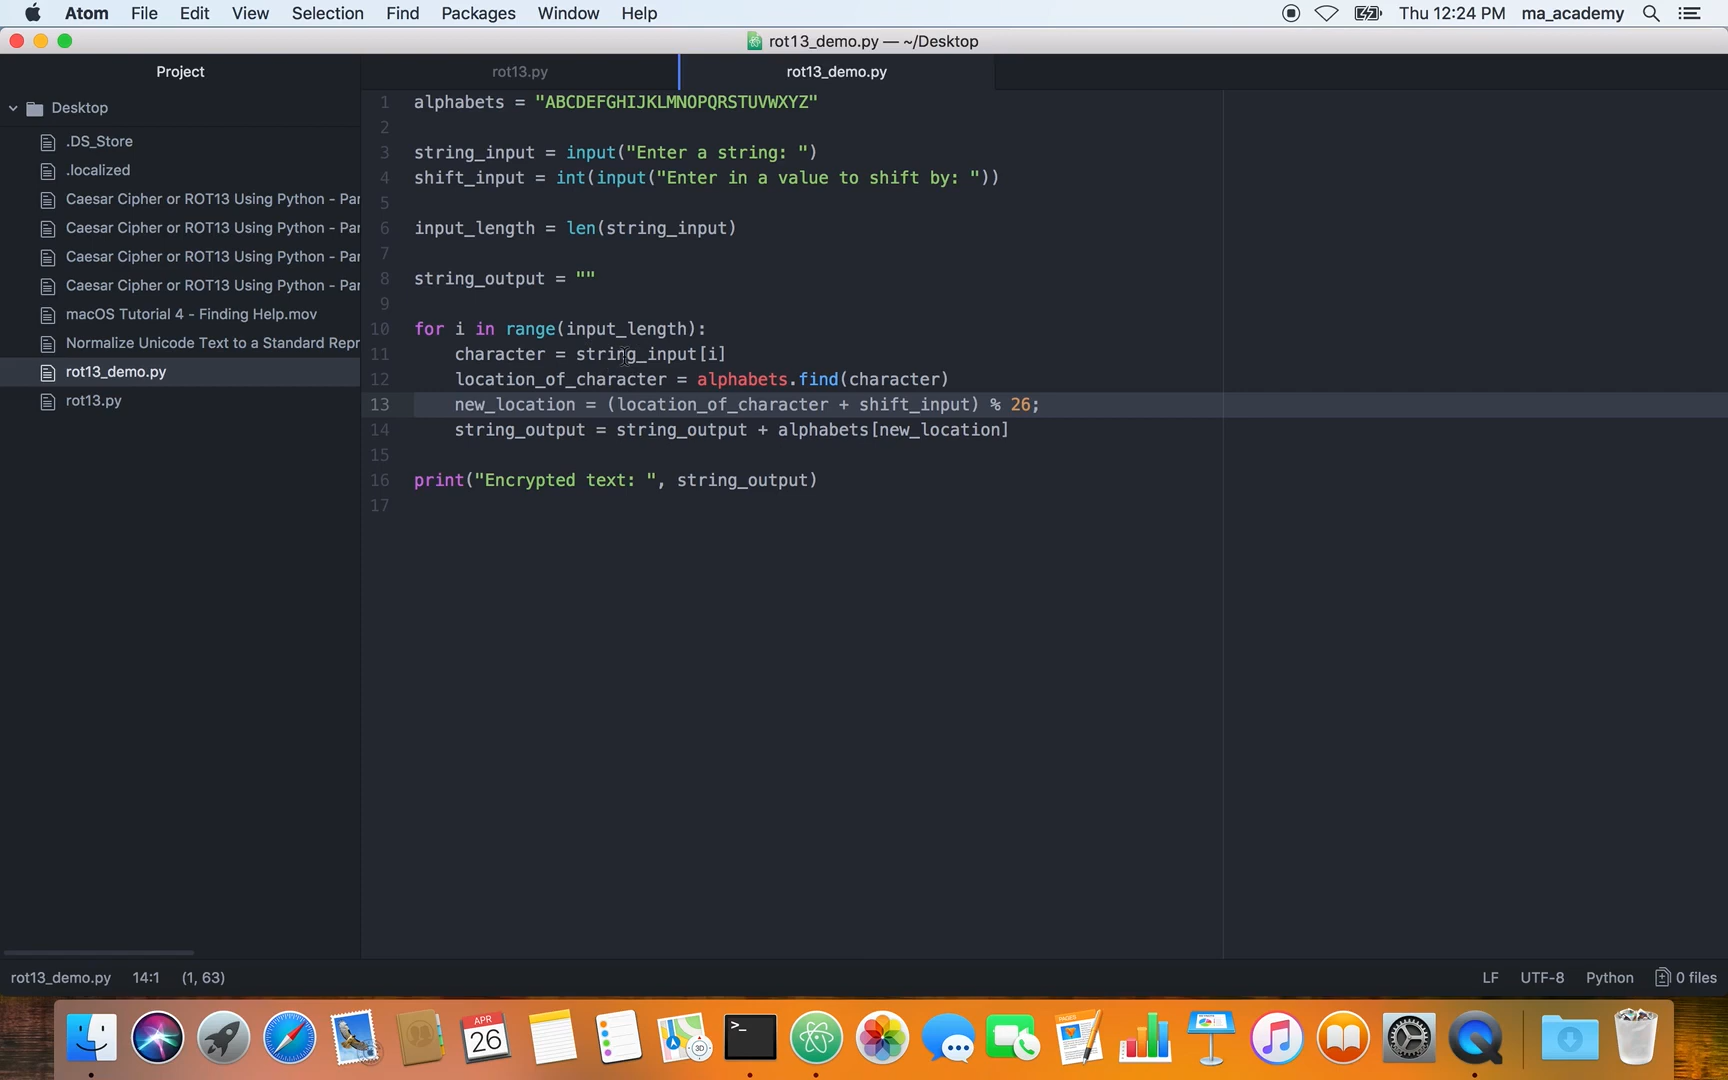 Atom File Edit View Selection Find Packages Window Help Thu 12:24 PM ma_academy
rot13_demo.py — ~/Desktop
Project rot13.py rot13_demo.py
Desktop
.DS_Store
.localized
Caesar Cipher or ROT13 Using Python - Par
Caesar Cipher or ROT13 Using Python - Par
Caesar Cipher or ROT13 Using Python - Par
Caesar Cipher or ROT13 Using Python - Par
macOS Tutorial 4 - Finding Help.mov
Normalize Unicode Text to a Standard Repr
rot13_demo.py
rot13.py
1 alphabets = "ABCDEFGHIJKLMNOPQRSTUVWXYZ"
2
3 string_input = input("Enter a string: ")
4 shift_input = int(input("Enter in a value to shift by: "))
5
6 input_length = len(string_input)
7
8 string_output = ""
9
10 for i in range(input_length):
11 character = string_input[i]
12 location_of_character = alphabets.find(character)
13 new_location = (location_of_character + shift_input) % 26;
14 string_output = string_output + alphabets[new_location]
15
16 print("Encrypted text: ", string_output)
17
rot13_demo.py 14:1 (1, 63) LF UTF-8 Python 0 files
APR
26
3D
PAGES